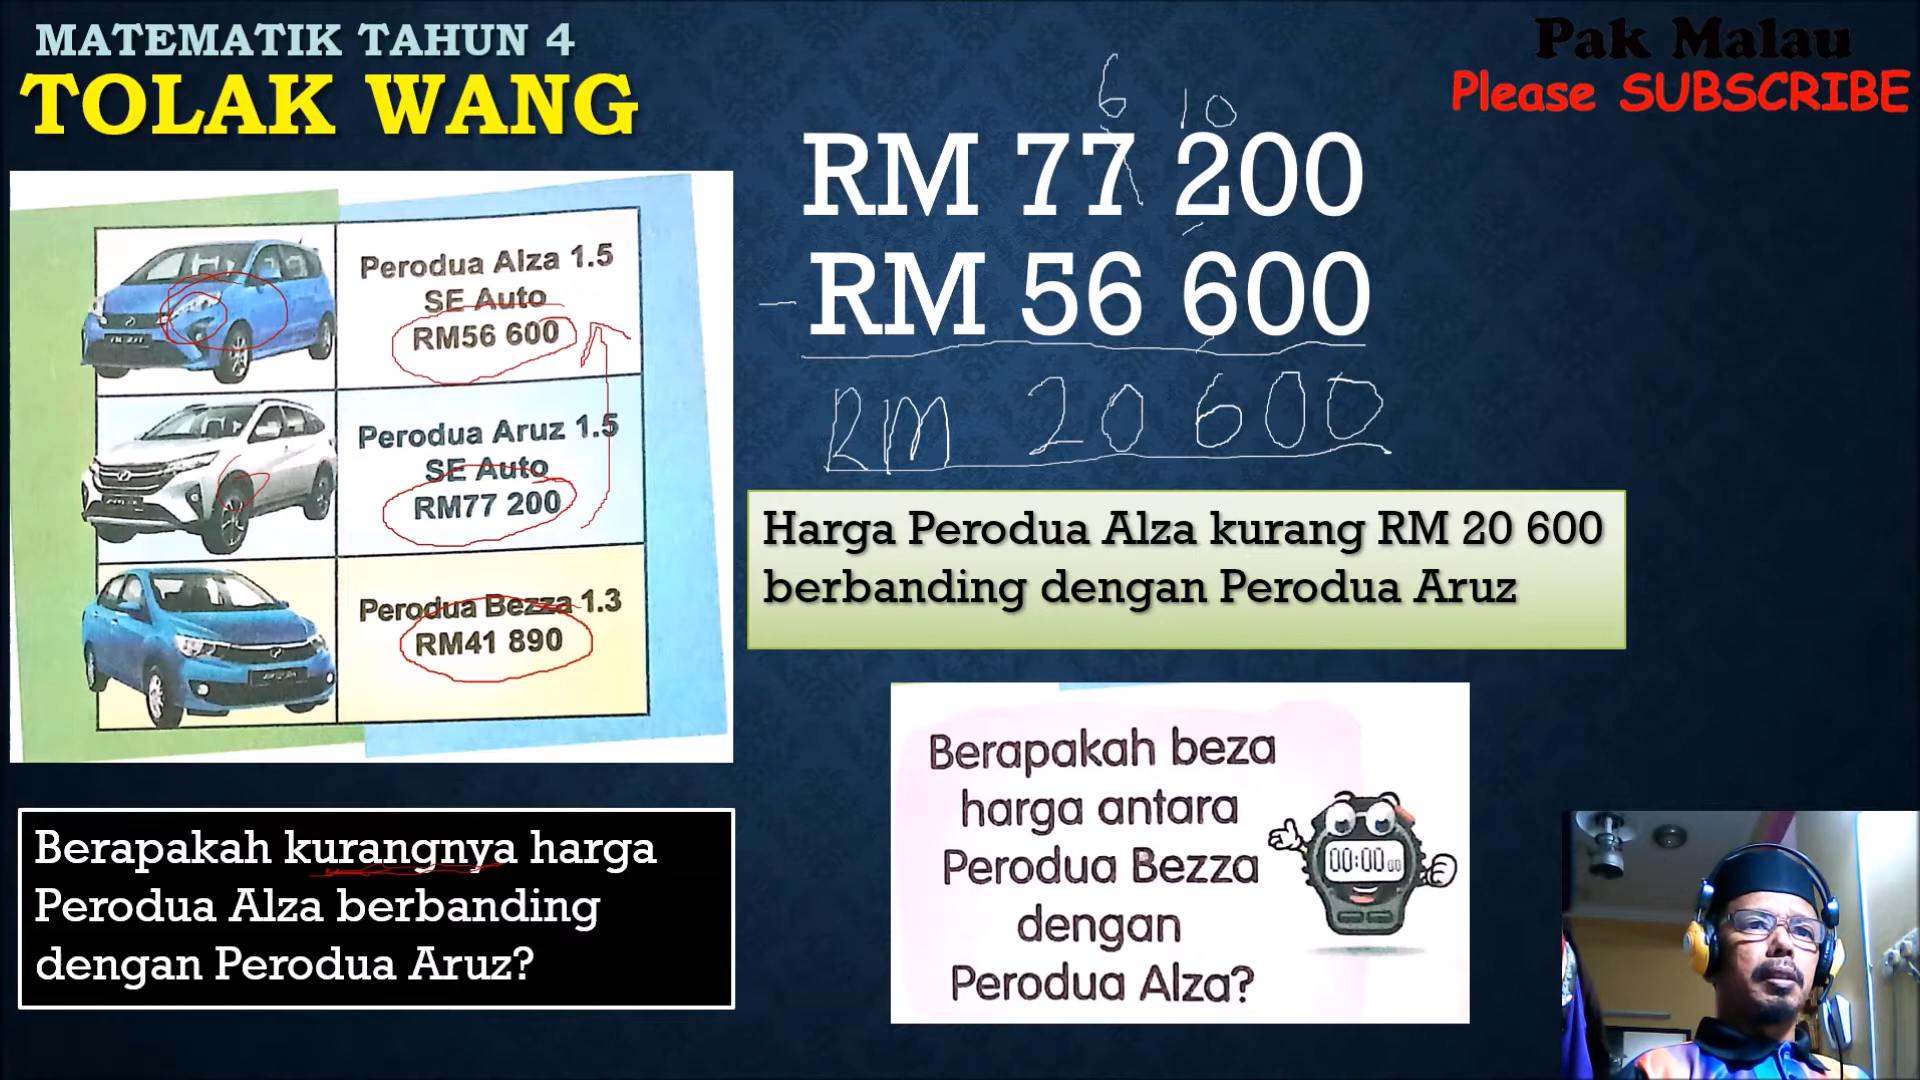 MATEMATIK TAHUN 4
TOLAK WANG
Pak Malau
Please SUBSCRIBE
6 10
RM 77 200
- RM 56 600
RM 20 600
Perodua Alza 1.5
SE Auto
RM56 600
Perodua Aruz 1.5
SE Auto
RM77 200
Perodua Bezza 1.3
RM41 890
Harga Perodua Alza kurang RM 20 600
berbanding dengan Perodua Aruz
Berapakah kurangnya harga
Perodua Alza berbanding
dengan Perodua Aruz?
Berapakah beza
harga antara
Perodua Bezza
dengan
Perodua Alza?
00:00 00